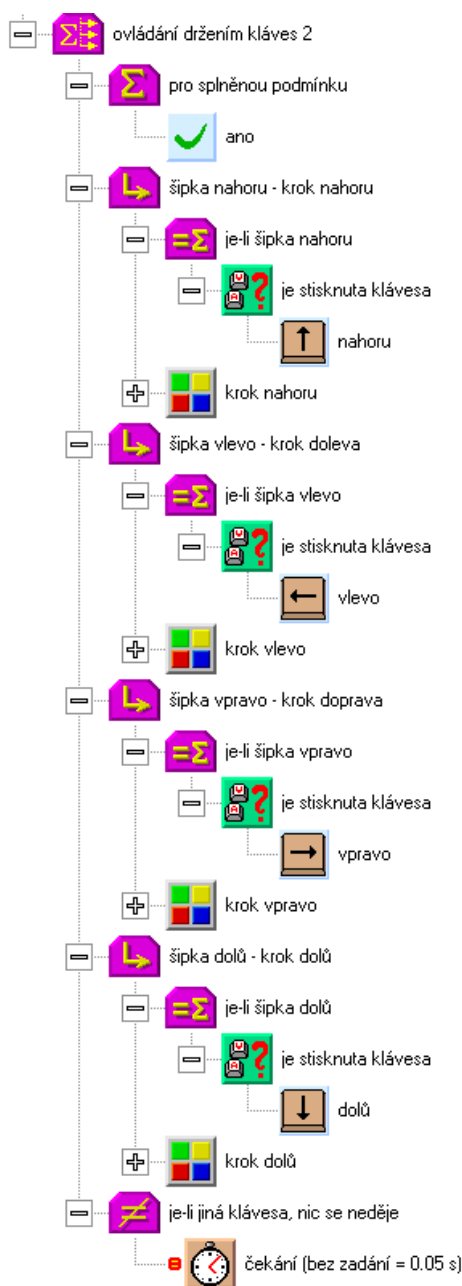 ovládání držením kláves 2
pro splněnou podmínku
ano
šipka nahoru - krok nahoru
je-li šipka nahoru
je stisknuta klávesa
nahoru
krok nahoru
šipka vlevo - krok doleva
je-li šipka vlevo
je stisknuta klávesa
vlevo
krok vlevo
šipka vpravo - krok doprava
je-li šipka vpravo
je stisknuta klávesa
vpravo
krok vpravo
šipka dolů - krok dolů
je-li šipka dolů
je stisknuta klávesa
dolů
krok dolů
je-li jiná klávesa, nic se neděje
čekání (bez zadání = 0.05 s)